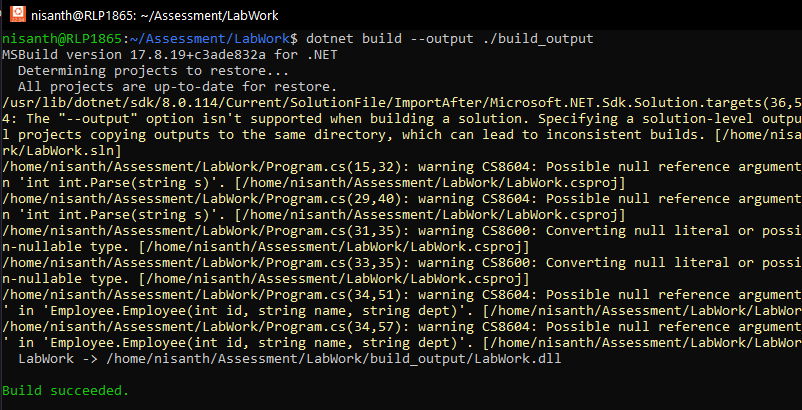 nisanth@RLP1865: ~/Assessment/LabWork
nisanth@RLP1865:~/Assessment/LabWork$ dotnet build --output ./build_output
MSBuild version 17.8.19+c3ade832a for .NET
  Determining projects to restore...
  All projects are up-to-date for restore.
/usr/lib/dotnet/sdk/8.0.114/Current/SolutionFile/ImportAfter/Microsoft.NET.Sdk.Solution.targets(36,5
4: The "--output" option isn't supported when building a solution. Specifying a solution-level outpu
l projects copying outputs to the same directory, which can lead to inconsistent builds. [/home/nisa
rk/LabWork.sln]
/home/nisanth/Assessment/LabWork/Program.cs(15,32): warning CS8604: Possible null reference argument
n 'int int.Parse(string s)'. [/home/nisanth/Assessment/LabWork/LabWork.csproj]
/home/nisanth/Assessment/LabWork/Program.cs(29,40): warning CS8604: Possible null reference argument
n 'int int.Parse(string s)'. [/home/nisanth/Assessment/LabWork/LabWork.csproj]
/home/nisanth/Assessment/LabWork/Program.cs(31,35): warning CS8600: Converting null literal or possi
n-nullable type. [/home/nisanth/Assessment/LabWork/LabWork.csproj]
/home/nisanth/Assessment/LabWork/Program.cs(33,35): warning CS8600: Converting null literal or possi
n-nullable type. [/home/nisanth/Assessment/LabWork/LabWork.csproj]
/home/nisanth/Assessment/LabWork/Program.cs(34,51): warning CS8604: Possible null reference argument
' in 'Employee.Employee(int id, string name, string dept)'. [/home/nisanth/Assessment/LabWork/LabWor
/home/nisanth/Assessment/LabWork/Program.cs(34,57): warning CS8604: Possible null reference argument
' in 'Employee.Employee(int id, string name, string dept)'. [/home/nisanth/Assessment/LabWork/LabWor
  LabWork -> /home/nisanth/Assessment/LabWork/build_output/LabWork.dll
Build succeeded.